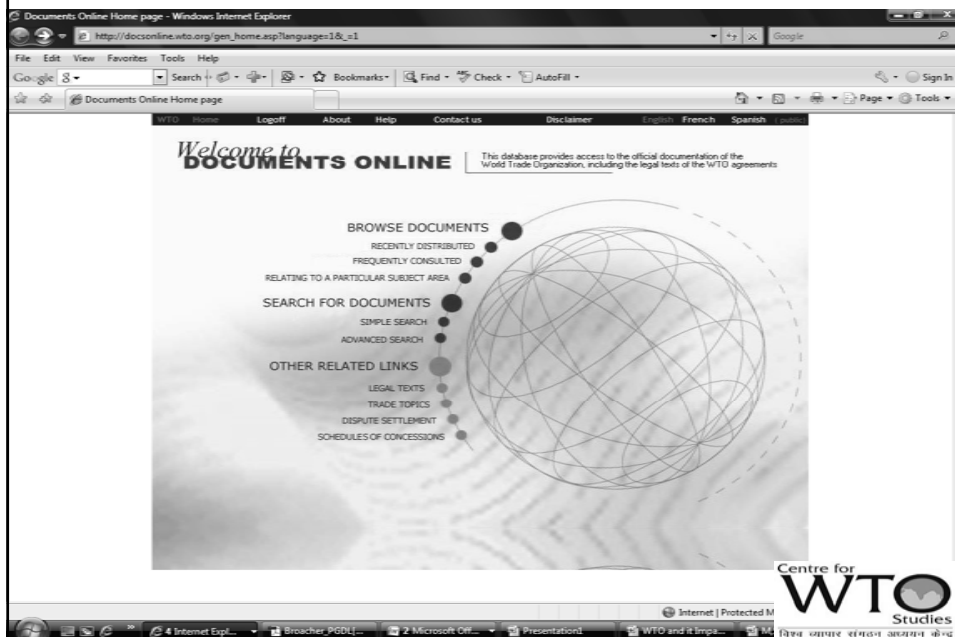 Documents Online Home page - Windows Internet Explorer
http://docsonline.wto.org/gen_home.asp?language=1&_=1
Google
File Edit View Favorites Tools Help
Google Search Bookmarks Find Check AutoFill Sign In
Documents Online Home page Page Tools
WTO Home Logoff About Help Contact us Disclaimer English French Spanish (public)
Welcome to
DOCUMENTS ONLINE
This database provides access to the official documentation of the
World Trade Organization, including the legal texts of the WTO agreements
BROWSE DOCUMENTS
RECENTLY DISTRIBUTED
FREQUENTLY CONSULTED
RELATING TO A PARTICULAR SUBJECT AREA
SEARCH FOR DOCUMENTS
SIMPLE SEARCH
ADVANCED SEARCH
OTHER RELATED LINKS
LEGAL TEXTS
TRADE TOPICS
DISPUTE SETTLEMENT
SCHEDULES OF CONCESSIONS
Centre for
WTO
Studies
विश्व व्यापार संगठन अध्ययन केन्द्र
Internet | Protected M
4 Internet Expl... Broacher_PGDL[... 2 Microsoft Off... Presentation1 WTO and it Impa... M